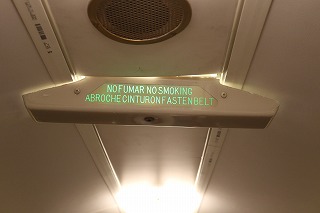 NO FUMAR NO SMOKING
ABROCHE CINTURON FASTEN BELT